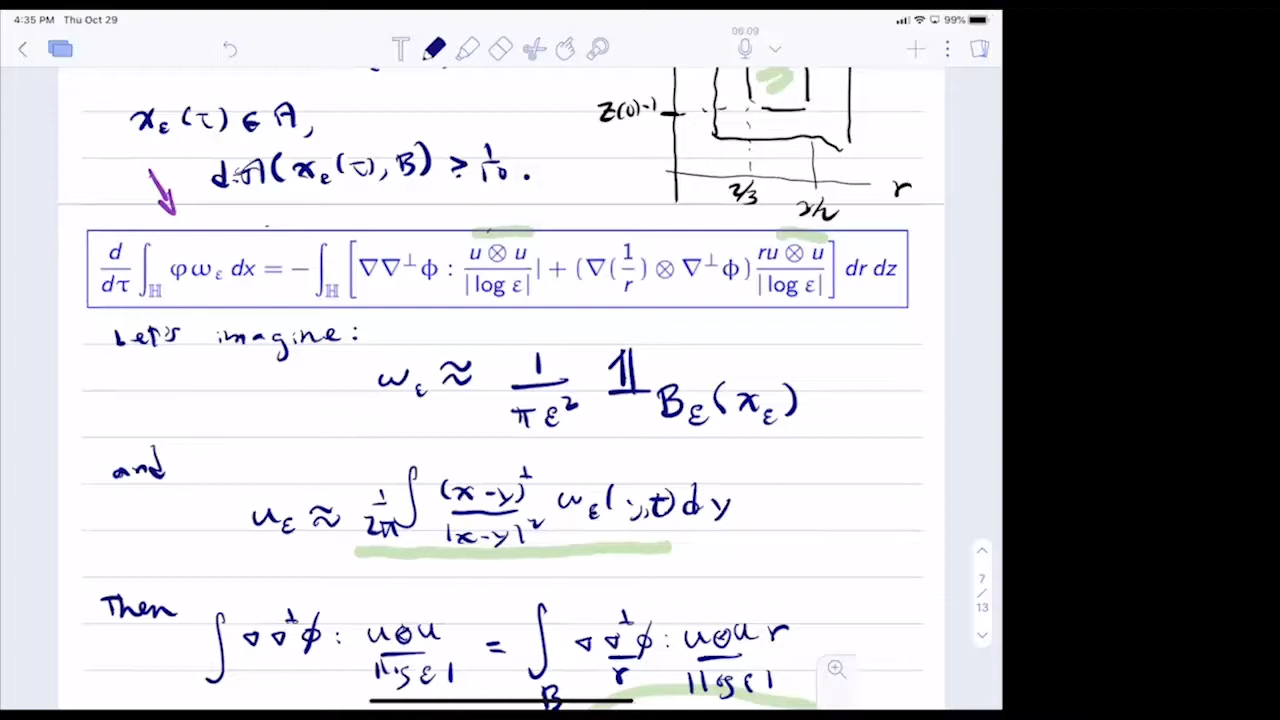 4:35 PM Thu Oct 29
99%
06:09
T
x_ε(τ) ∈ A,
dist(x_ε(τ), B) ≥ 1/10.
Z(0)-1
2/3
r
d/dτ ∫_ℍ φ ω_ε dx = − ∫_ℍ [ ∇∇^⊥ϕ : u ⊗ u / |log ε| | + (∇(1/r) ⊗ ∇^⊥ϕ) ru ⊗ u / |log ε| ] dr dz
Let's imagine:
ω_ε ≈ 1/(πε²) 𝟙_{B_ε(x_ε)}
and
u_ε ≈ 1/2π ∫ (x-y)^⊥ / |x-y|² ω_ε(y,t) dy
Then
∫ ∇∇^⊥ϕ : u⊗u / |log ε| = ∫_B ∇ ∇^⊥ϕ / r : u⊗u r / |log ε|
7
/
13